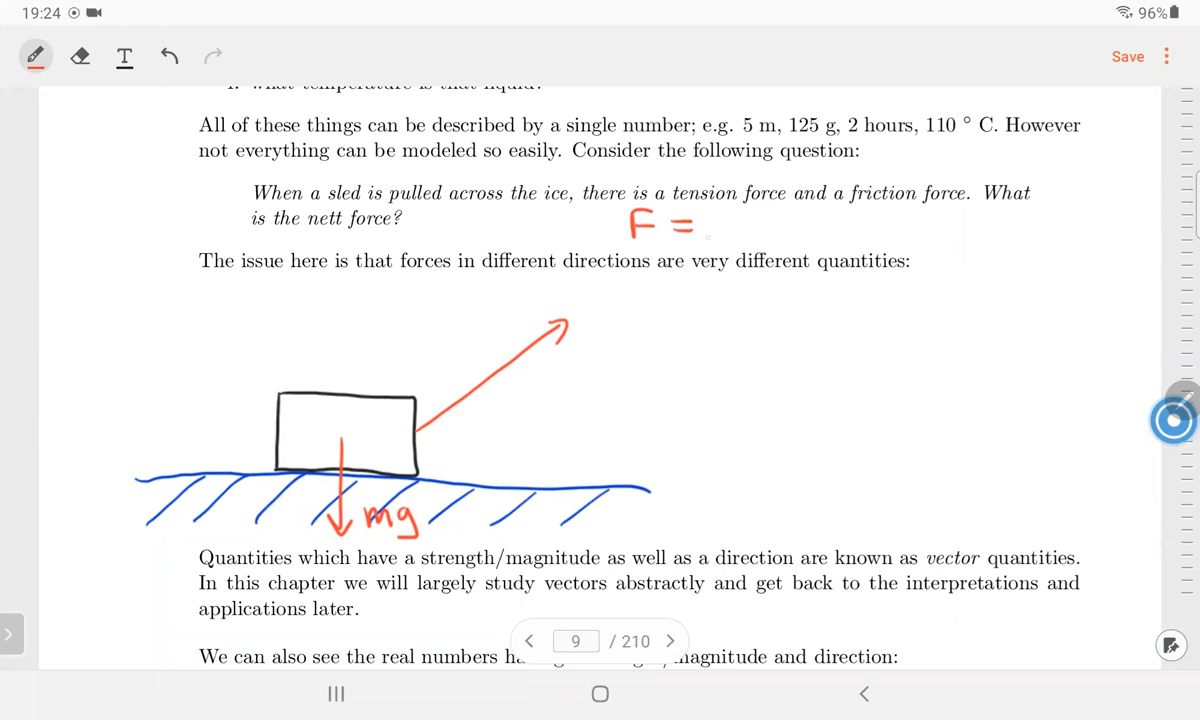 19:24 96%
T Save
All of these things can be described by a single number; e.g. 5 m, 125 g, 2 hours, 110 ° C. However
not everything can be modeled so easily. Consider the following question:
When a sled is pulled across the ice, there is a tension force and a friction force. What
is the nett force?
F =
The issue here is that forces in different directions are very different quantities:
mg
Quantities which have a strength/magnitude as well as a direction are known as vector quantities.
In this chapter we will largely study vectors abstractly and get back to the interpretations and
applications later.
9 / 210
We can also see the real numbers magnitude and direction: